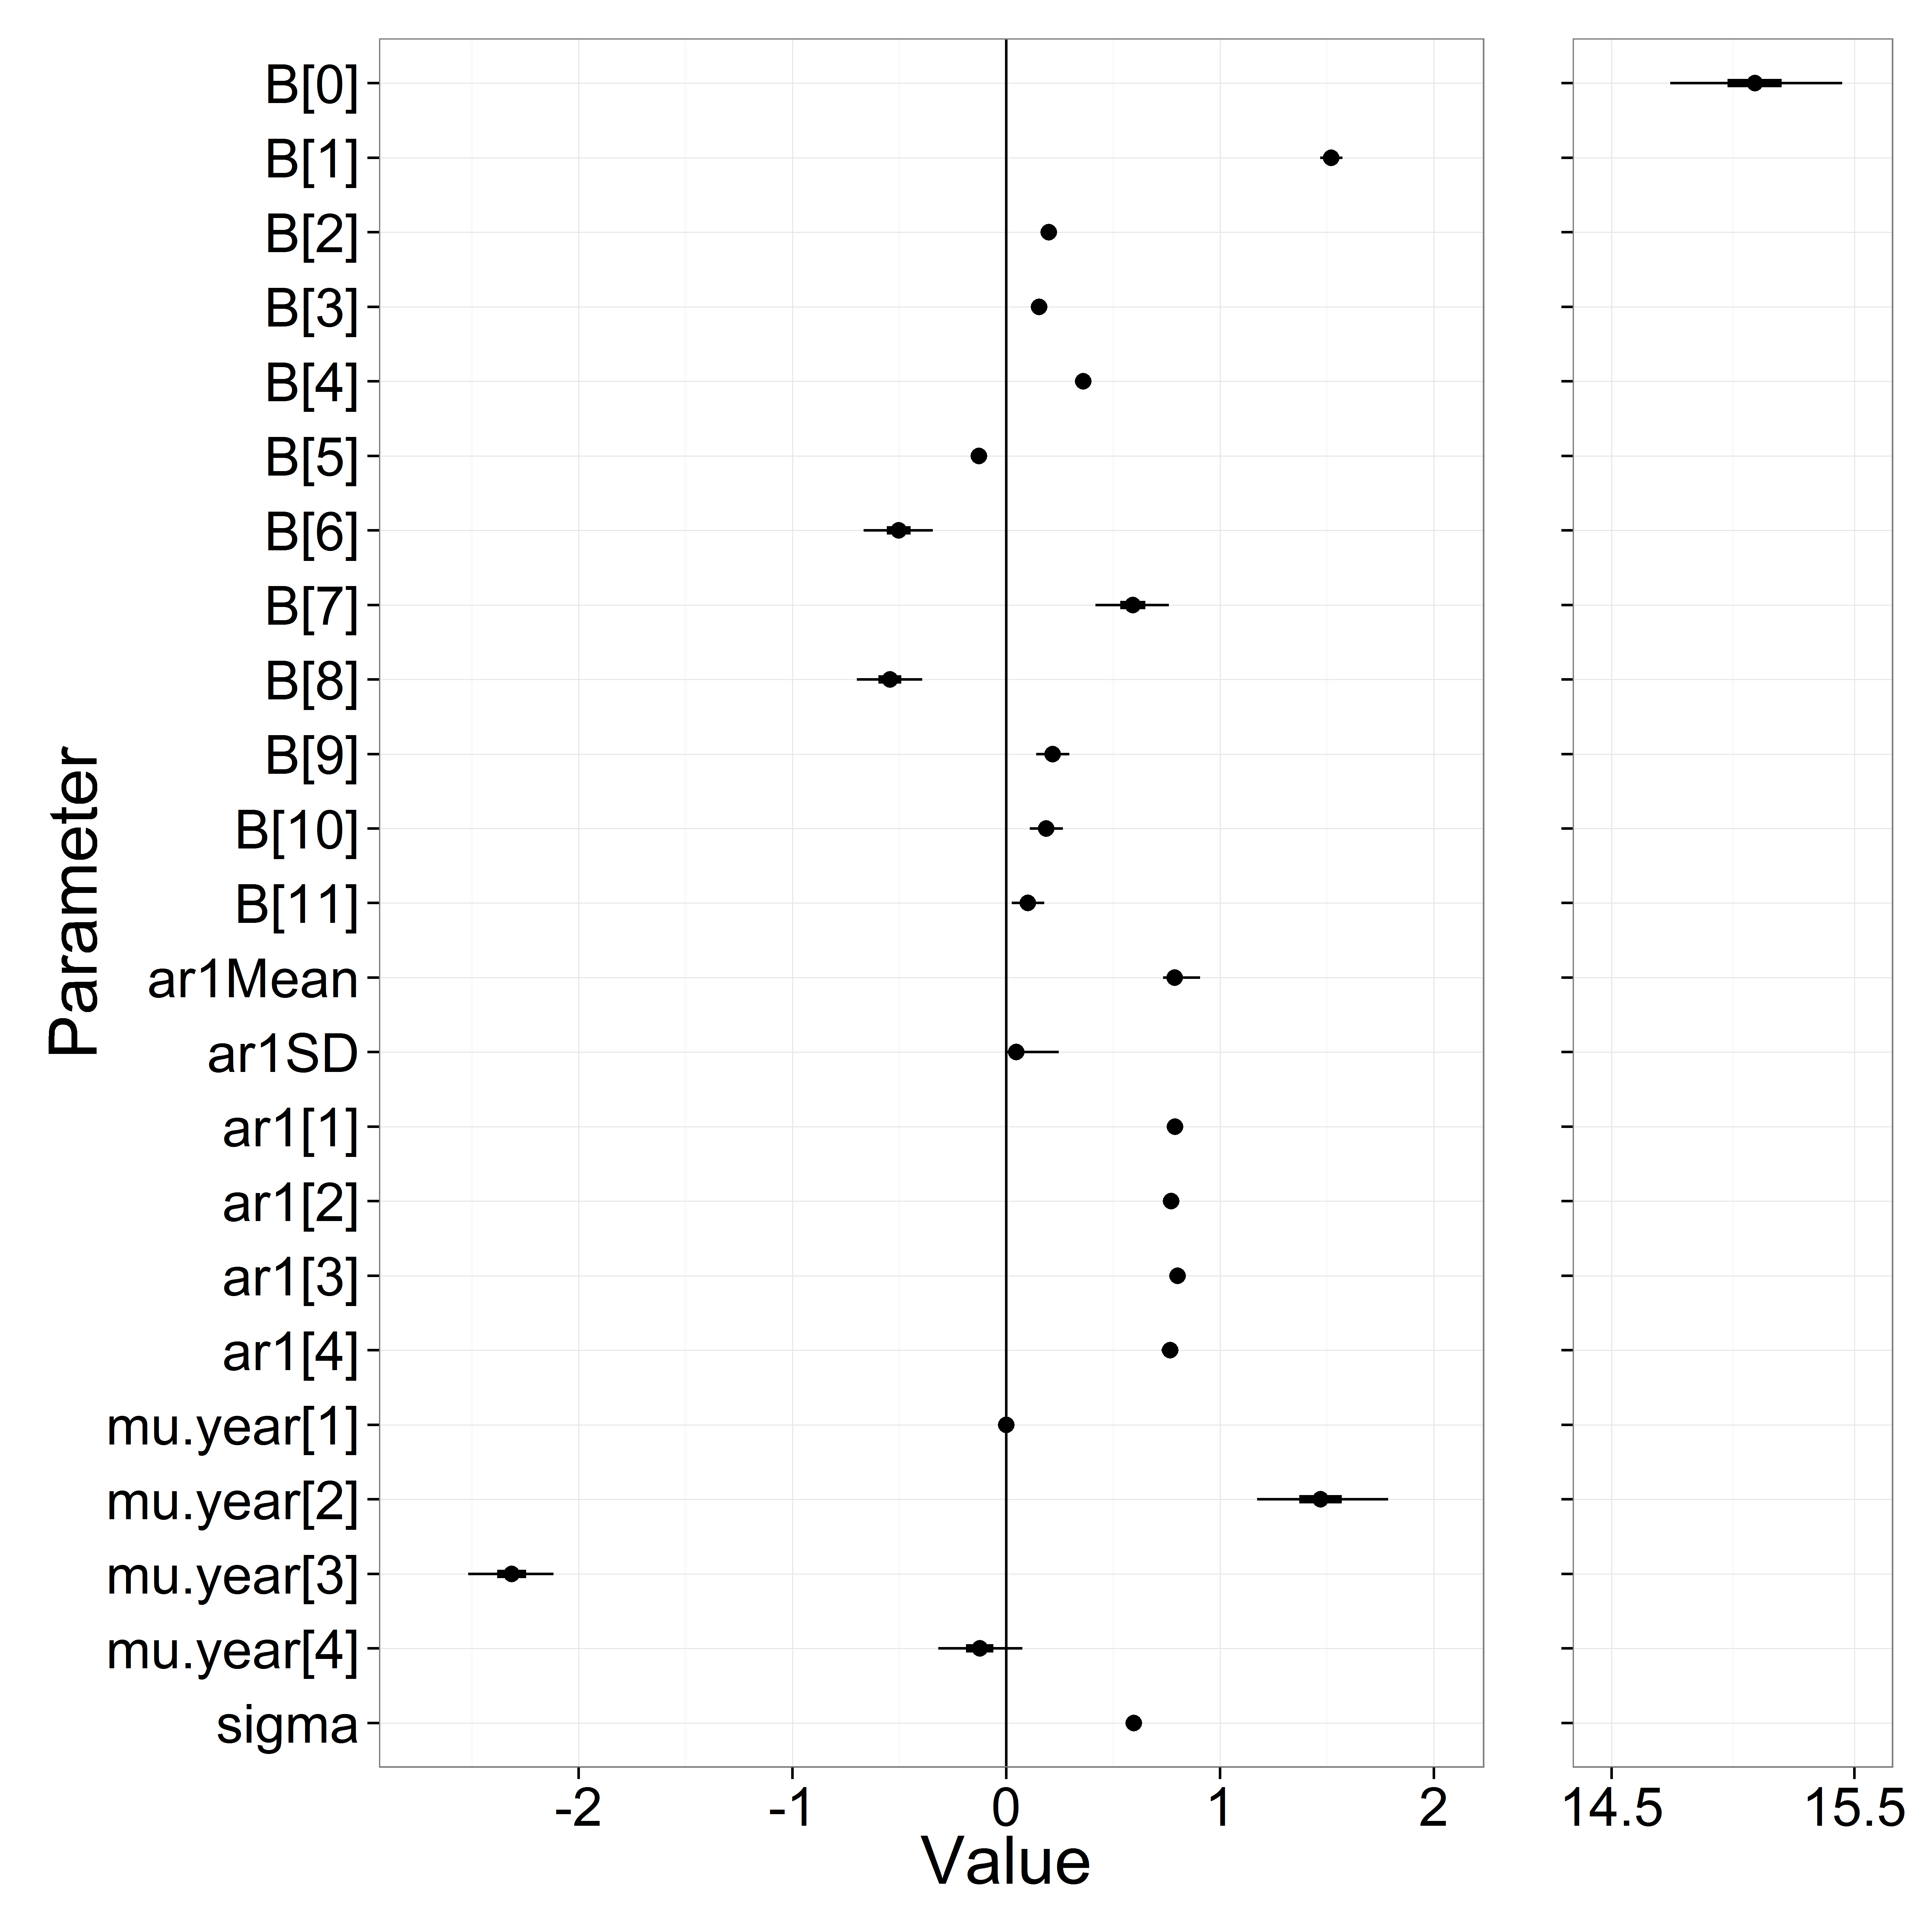 Parameter
B[0]
B[1]
B[2]
B[3]
B[4]
B[5]
B[6]
B[7]
B[8]
B[9]
B[10]
B[11]
ar1Mean
ar1SD
ar1[1]
ar1[2]
ar1[3]
ar1[4]
mu.year[1]
mu.year[2]
mu.year[3]
mu.year[4]
sigma
-2 -1 0 1 2 14.5 15.5
Value